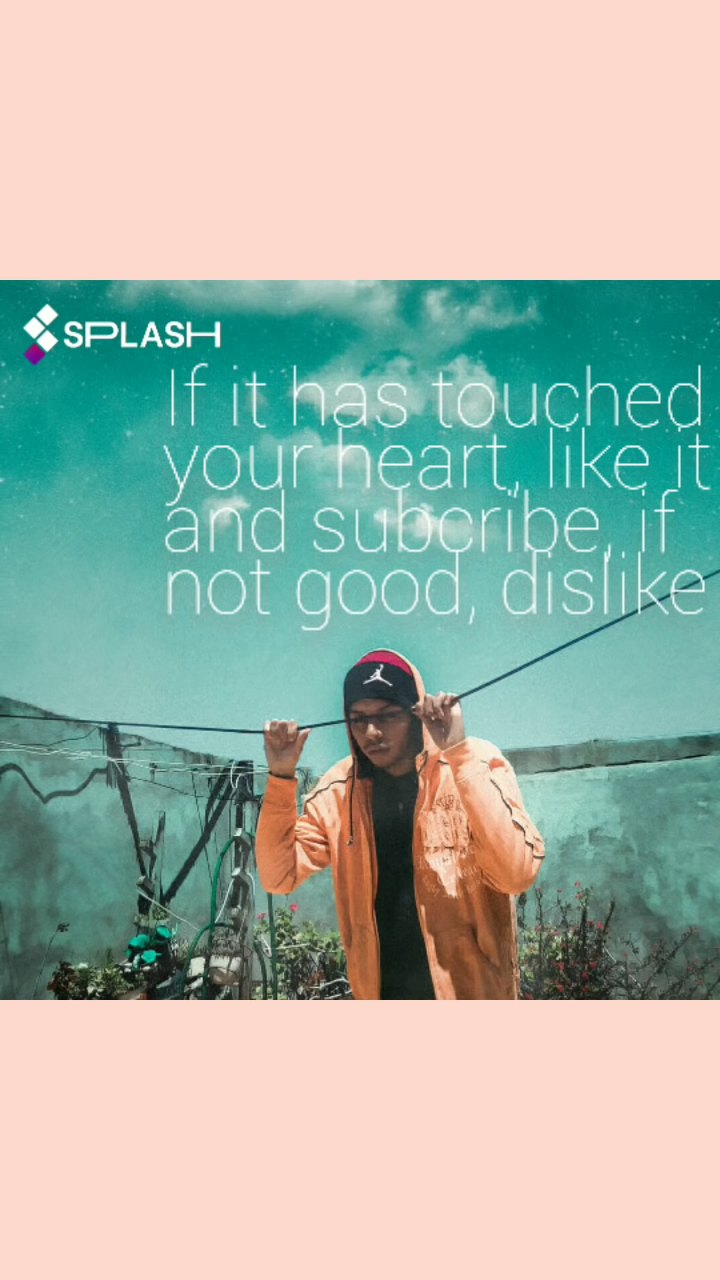 SPLASH
If it has touched
your heart, like it
and subcribe, if
not good, dislike